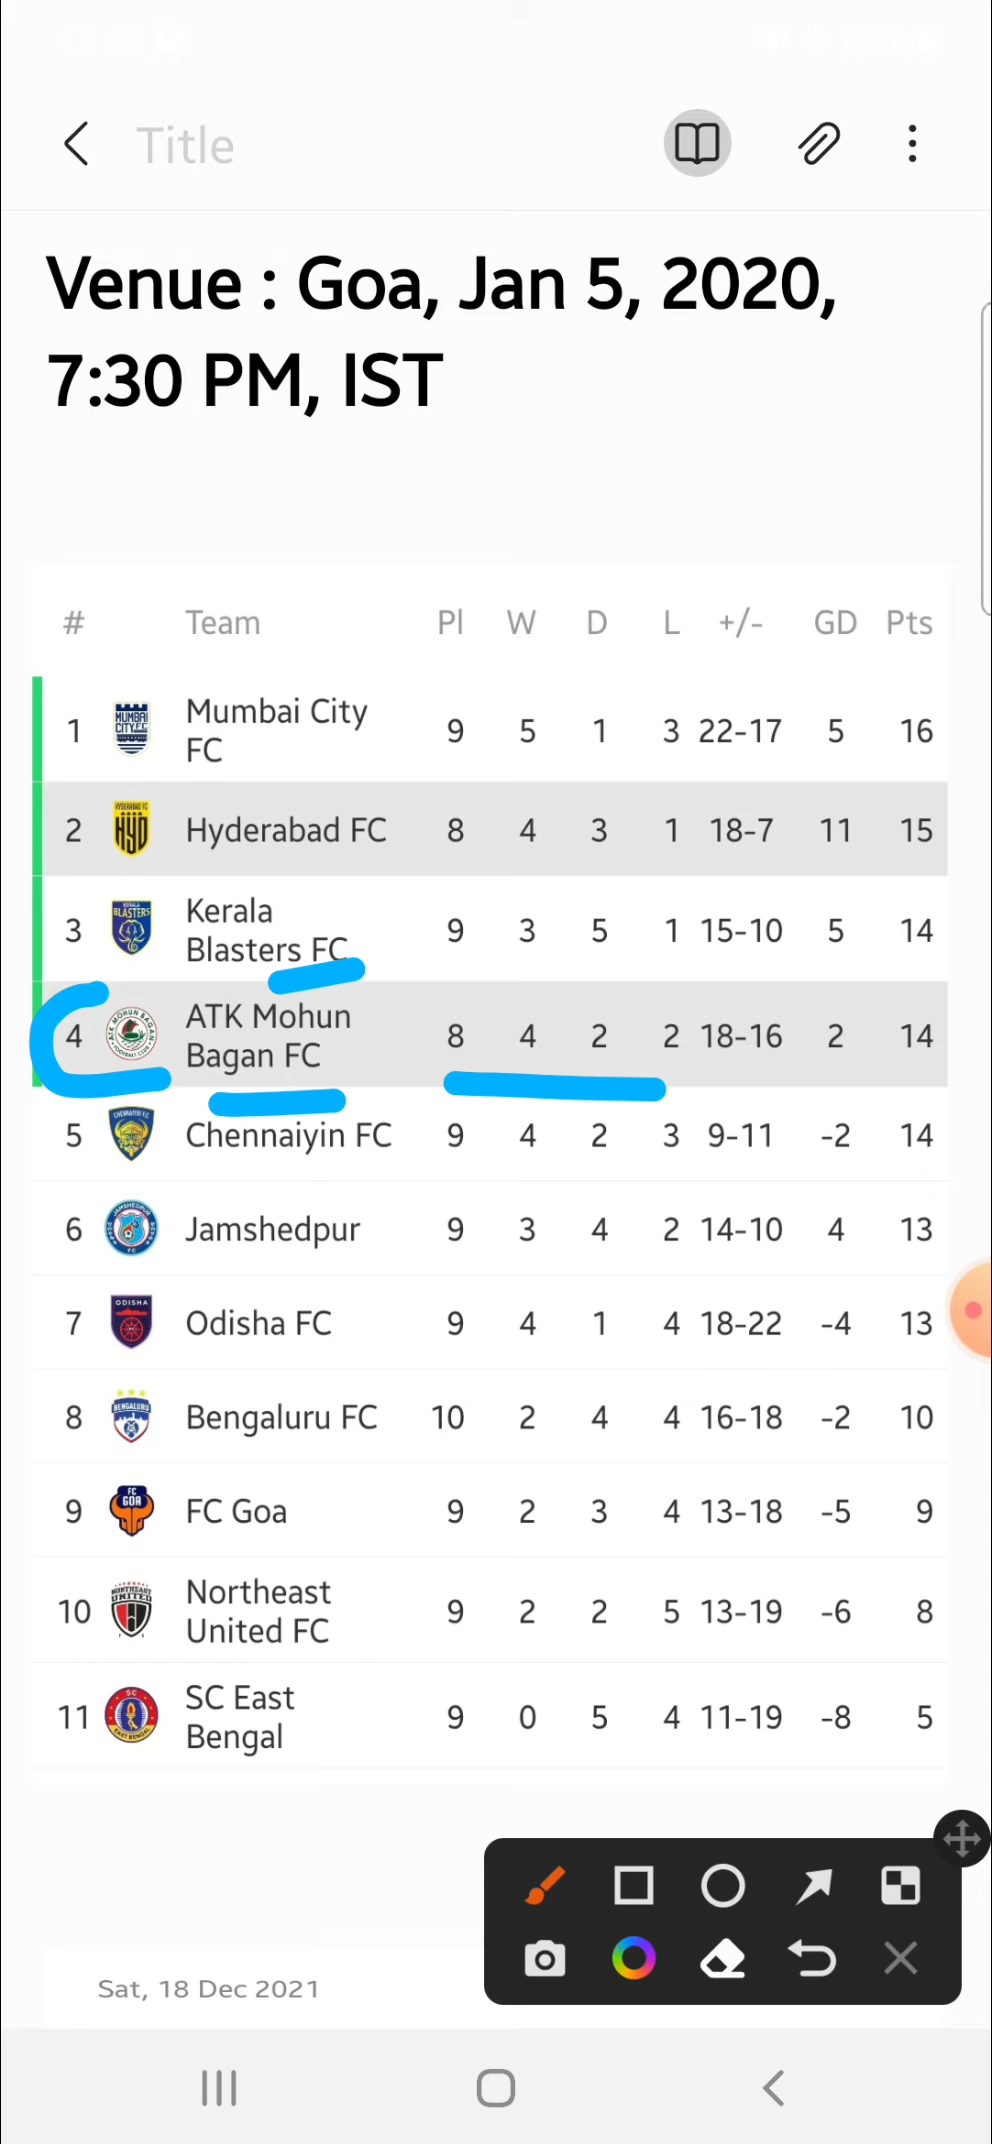 Title
Venue : Goa, Jan 5, 2020,
7:30 PM, IST
# Team Pl W D L +/- GD Pts
1 Mumbai City FC 9 5 1 3 22-17 5 16
2 Hyderabad FC 8 4 3 1 18-7 11 15
3 Kerala Blasters FC 9 3 5 1 15-10 5 14
4 ATK Mohun Bagan FC 8 4 2 2 18-16 2 14
5 Chennaiyin FC 9 4 2 3 9-11 -2 14
6 Jamshedpur 9 3 4 2 14-10 4 13
7 Odisha FC 9 4 1 4 18-22 -4 13
8 Bengaluru FC 10 2 4 4 16-18 -2 10
9 FC Goa 9 2 3 4 13-18 -5 9
10 Northeast United FC 9 2 2 5 13-19 -6 8
11 SC East Bengal 9 0 5 4 11-19 -8 5
Sat, 18 Dec 2021